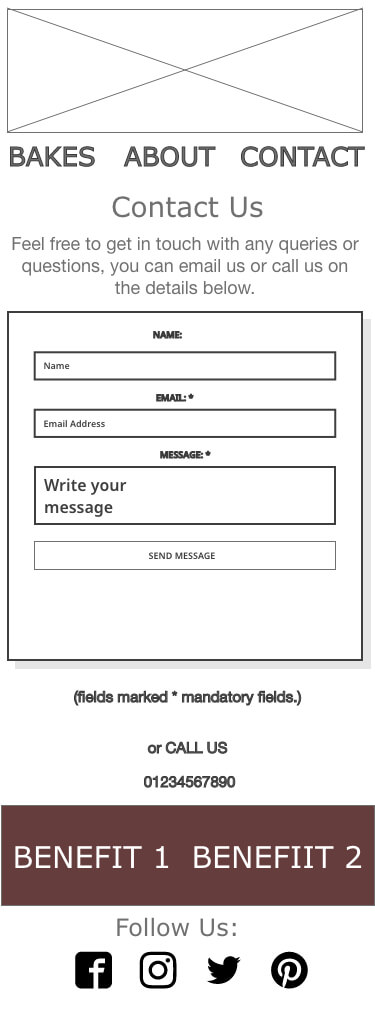 BAKES ABOUT CONTACT
Contact Us
Feel free to get in touch with any queries or
questions, you can email us or call us on
the details below.
NAME:
Name
EMAIL: *
Email Address
MESSAGE: *
Write your
message
SEND MESSAGE
(fields marked * mandatory fields.)
or CALL US
01234567890
BENEFIT 1 BENEFIIT 2
Follow Us: